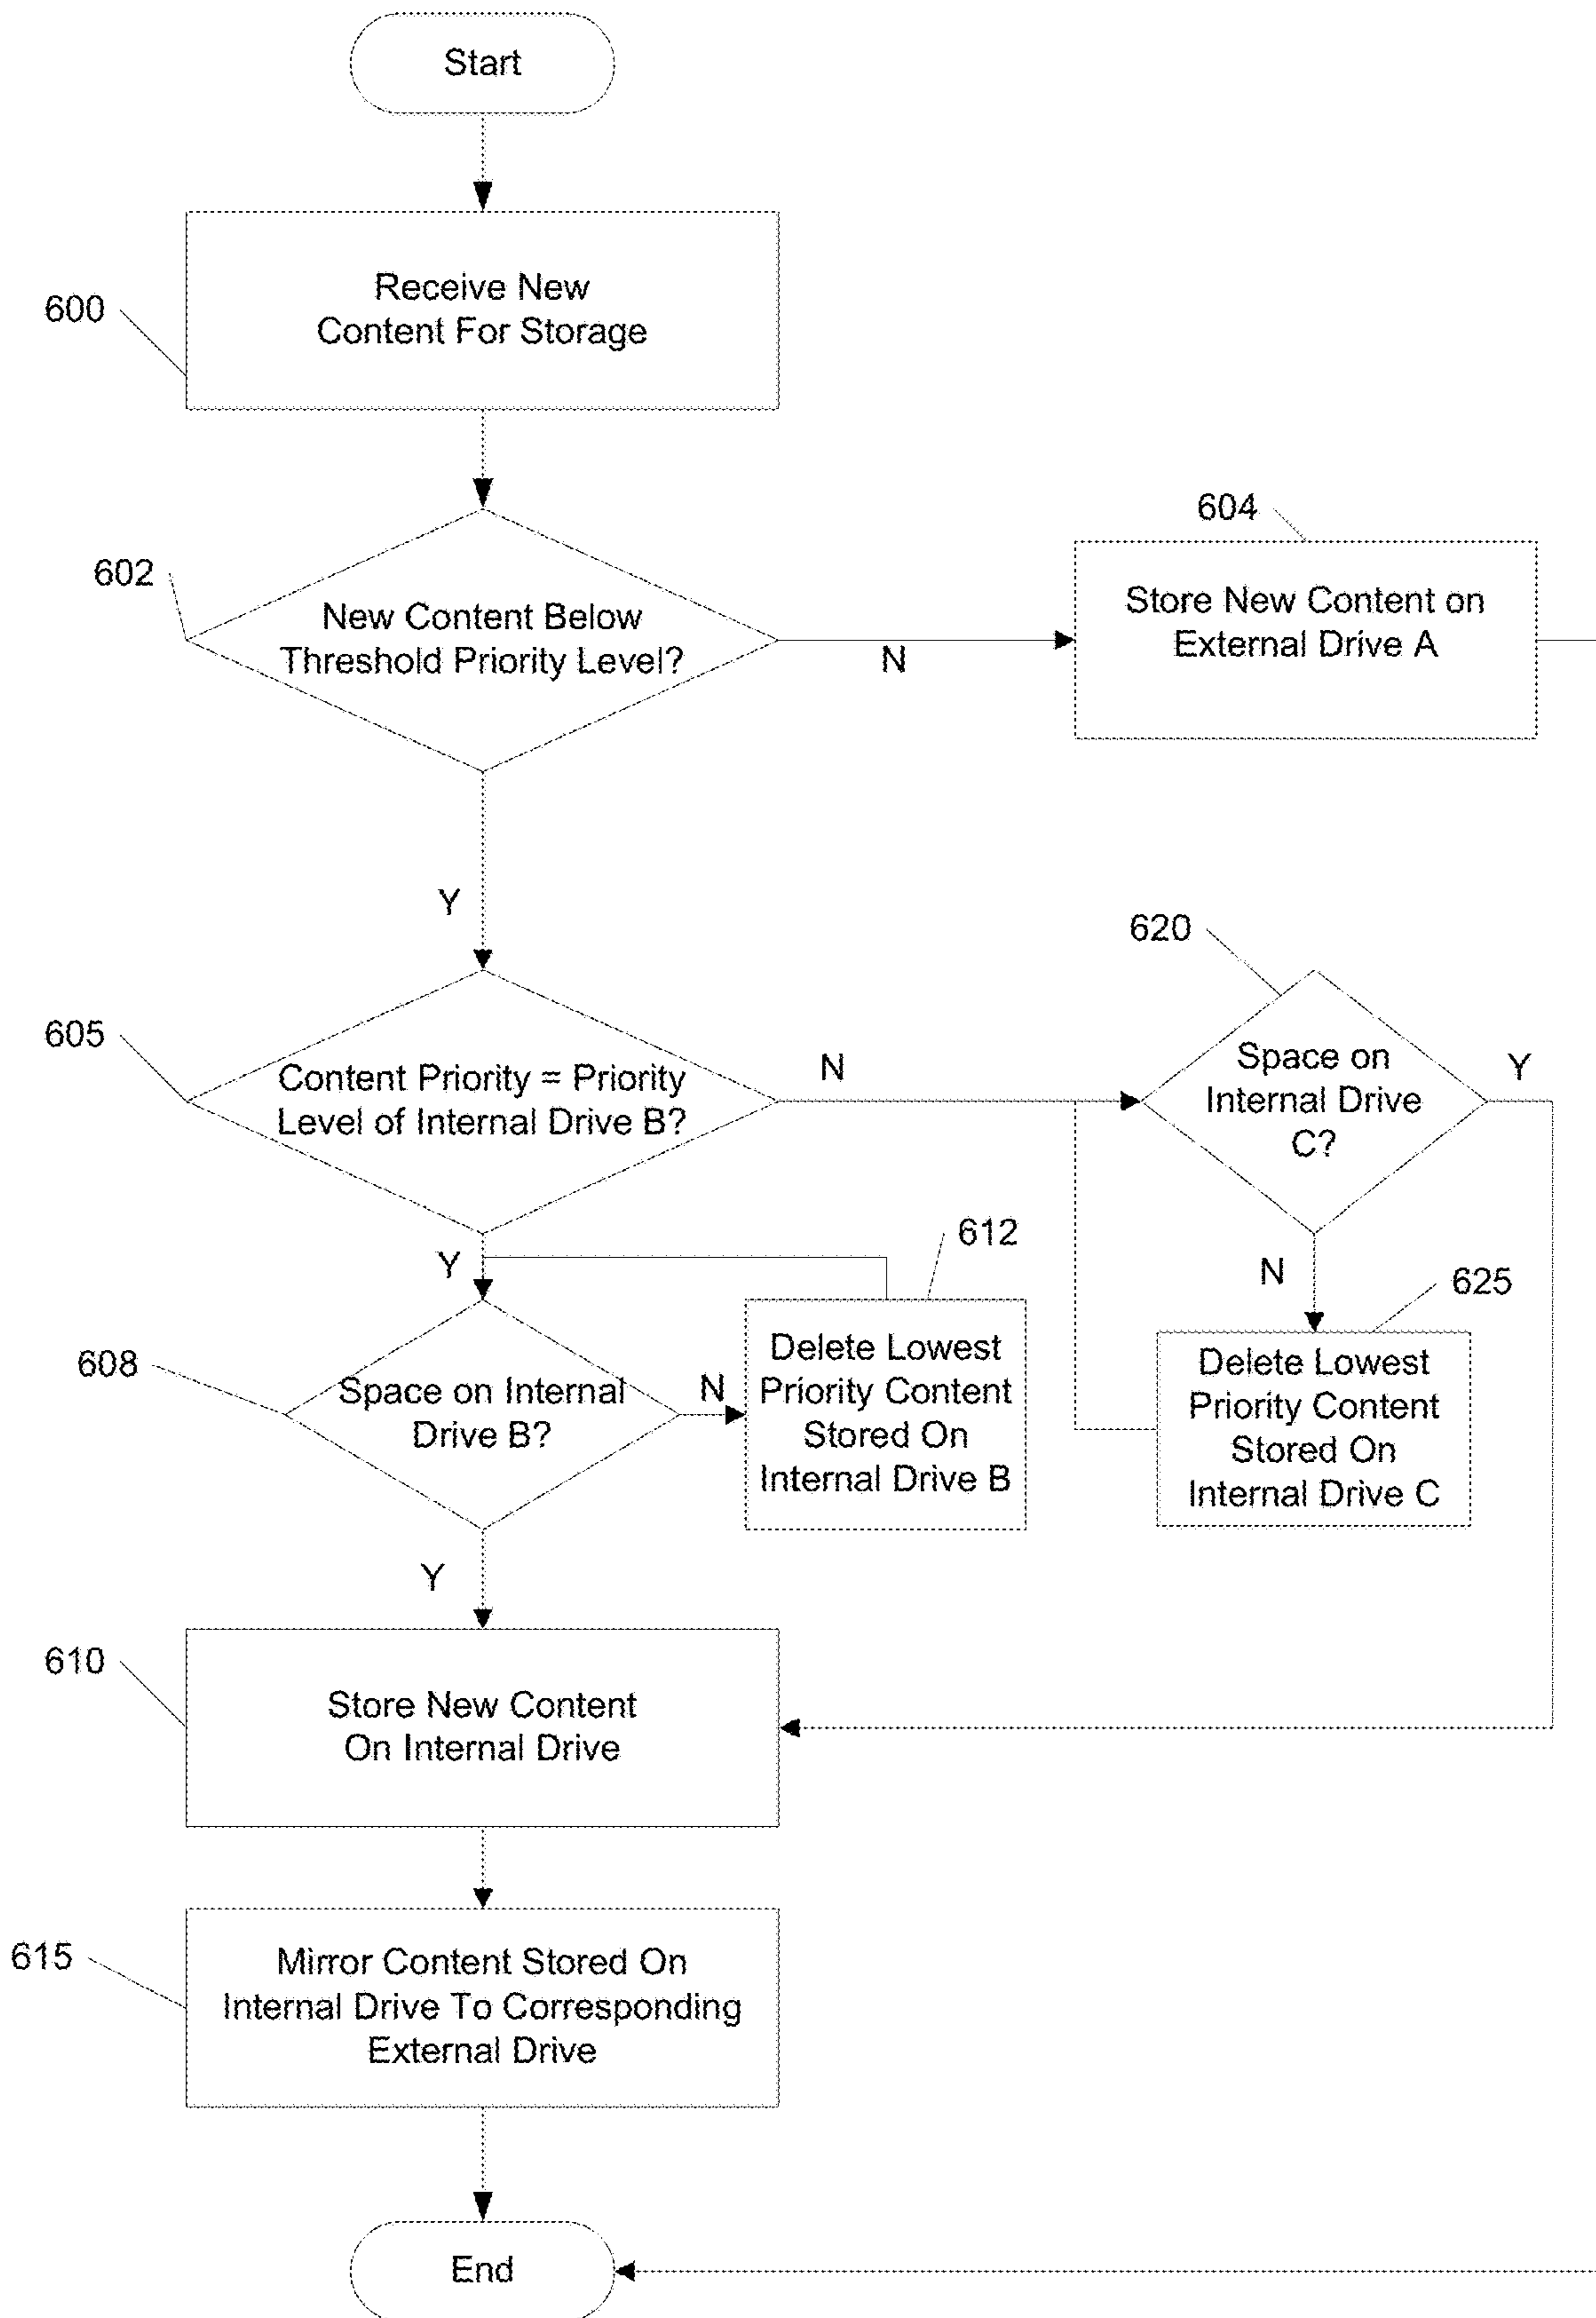 Start
600
Receive New
Content For Storage
602
New Content Below
Threshold Priority Level?
N
604
Store New Content on
External Drive A
Y
605
Content Priority = Priority
Level of Internal Drive B?
N
620
Space on
Internal Drive
C?
Y
N
625
Delete Lowest
Priority Content
Stored On
Internal Drive C
Y
608
Space on Internal
Drive B?
N
612
Delete Lowest
Priority Content
Stored On
Internal Drive B
Y
610
Store New Content
On Internal Drive
615
Mirror Content Stored On
Internal Drive To Corresponding
External Drive
End